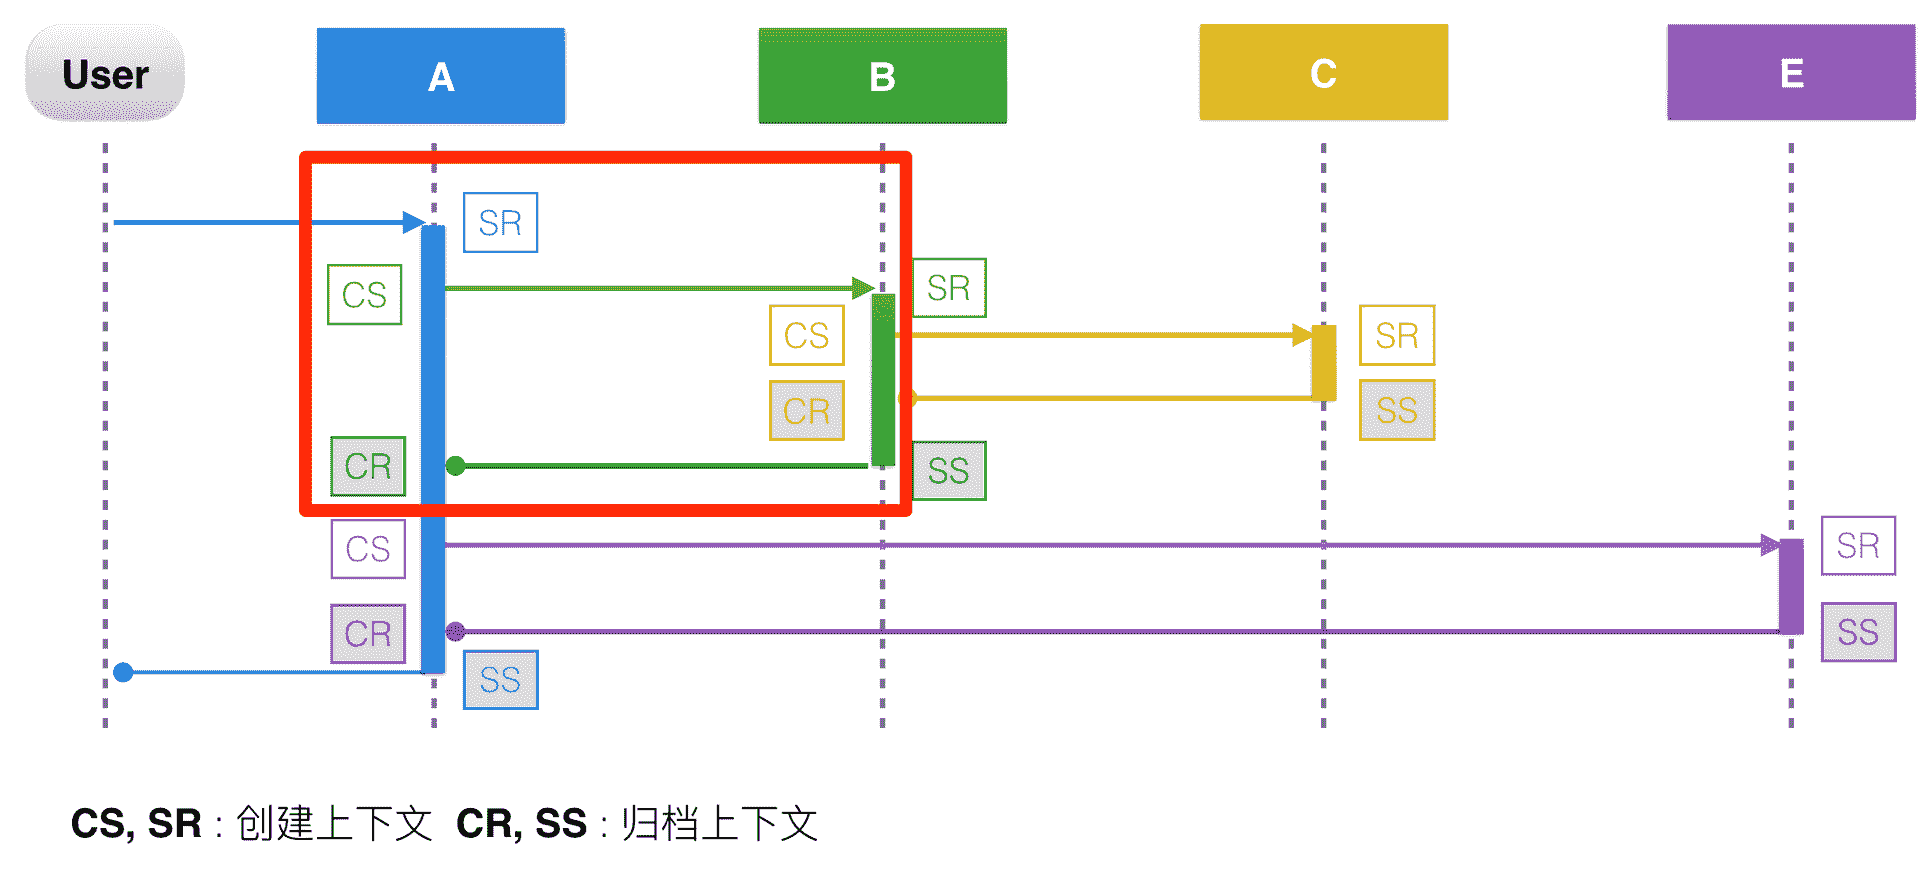 User A B C E
SR
CS SR
CS SR
CR SS
CR SS
CS SR
CR SS
SS
CS, SR : 创建上下文 CR, SS : 归档上下文